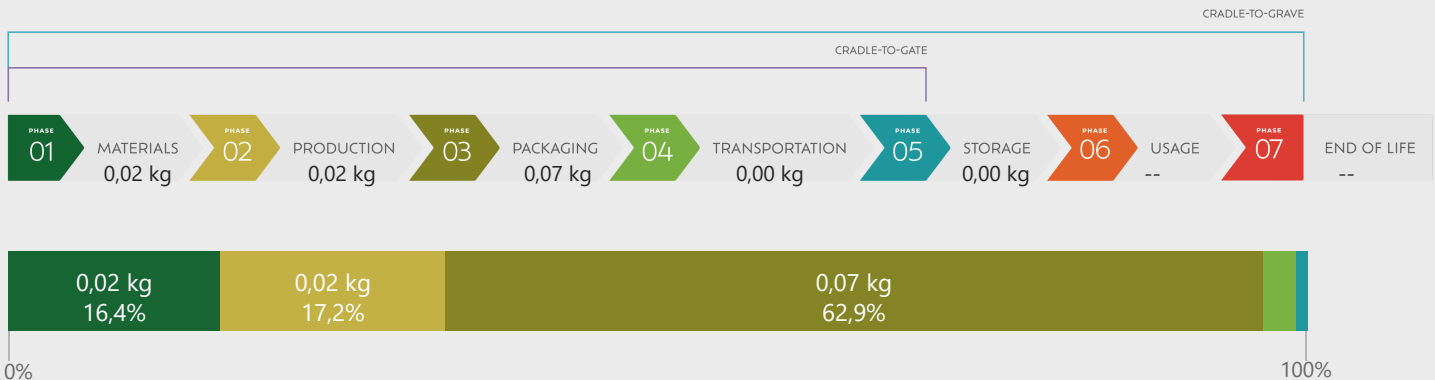 CRADLE-TO-GRAVE
CRADLE-TO-GATE
PHASE
01
MATERIALS
0,02 kg
PHASE
02
PRODUCTION
0,02 kg
PHASE
03
PACKAGING
0,07 kg
PHASE
04
TRANSPORTATION
0,00 kg
PHASE
05
STORAGE
0,00 kg
PHASE
06
USAGE
--
PHASE
07
END OF LIFE
--
0,02 kg
16,4%
0,02 kg
17,2%
0,07 kg
62,9%
0%
100%